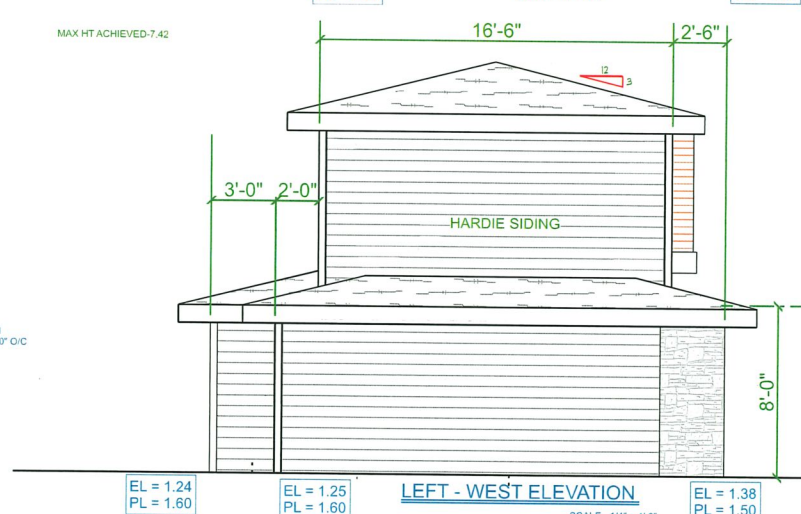 MAX HT ACHIEVED-7.42
16'-6"
2'-6"
12
3
3'-0"
2'-0"
HARDIE SIDING
0" O/C
8'-0"
EL = 1.24
PL = 1.60
EL = 1.25
PL = 1.60
LEFT - WEST ELEVATION
EL = 1.38
PL = 1.50